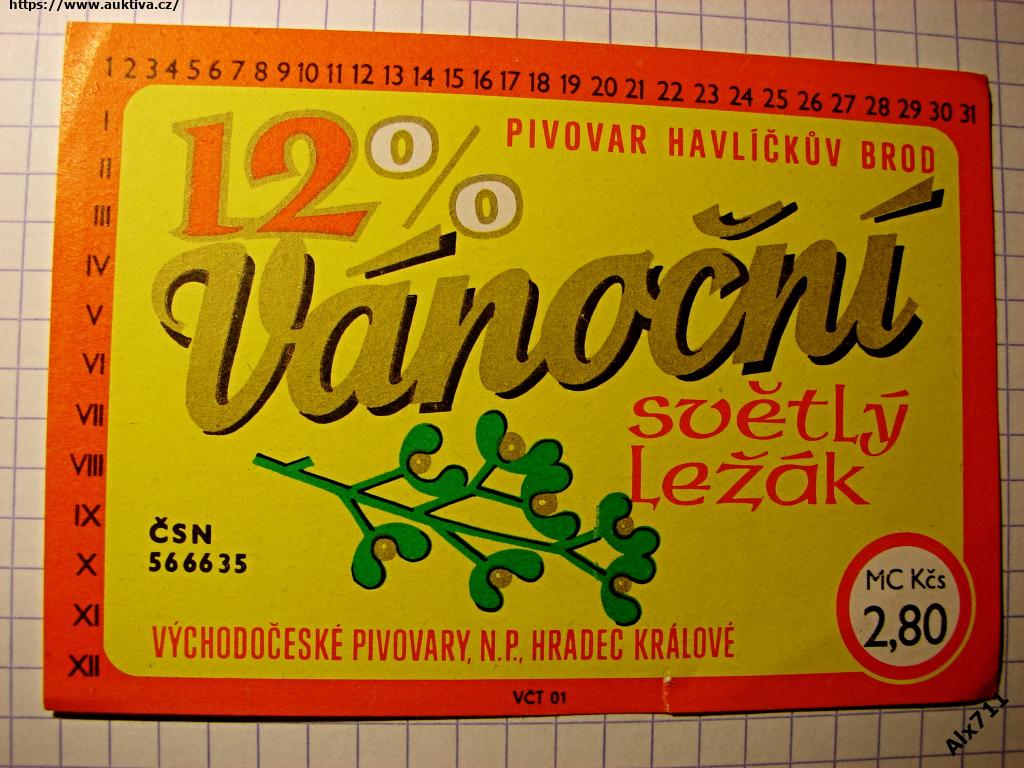 https://www.auktiva.cz/
1 2 3 4 5 6 7 8 9 10 11 12 13 14 15 16 17 18 19 20 21 22 23 24 25 26 27 28 29 30 31
I
II
III
IV
V
VI
VII
VIII
IX
X
XI
XII
12%
PIVOVAR HAVLÍČKŮV BROD
Vánoční
světlý
ležák
ČSN
566635
MC Kčs
2,80
VÝCHODOČESKÉ PIVOVARY, N.P., HRADEC KRÁLOVÉ
VČT 01
Alx711